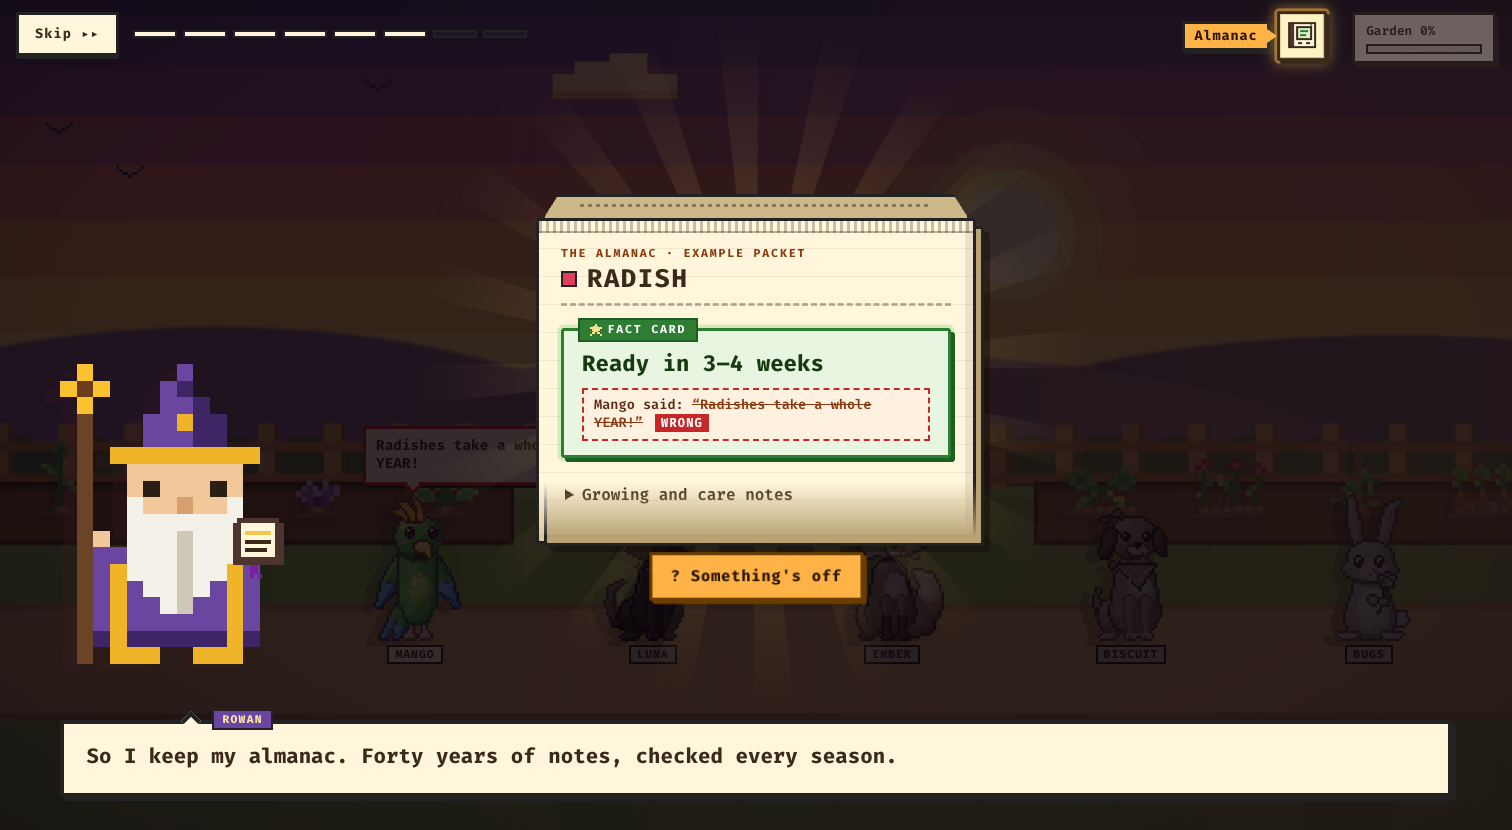 Skip ▸▸
Almanac
Garden 0%
THE ALMANAC · EXAMPLE PACKET
RADISH
FACT CARD
Ready in 3–4 weeks
Mango said: “Radishes take a whole
YEAR!” WRONG
▶ Growing and care notes
Radishes take a who
YEAR!
? Something's off
MANGO
LUNA
EMBER
BISCUIT
BUGS
ROWAN
So I keep my almanac. Forty years of notes, checked every season.